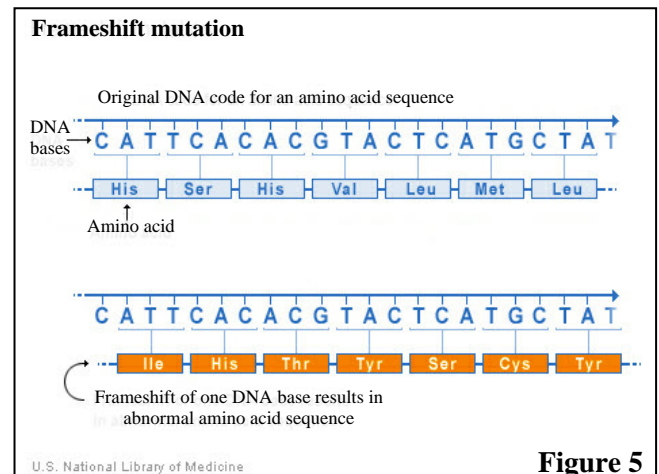 Frameshift mutation
Original DNA code for an amino acid sequence
DNA
bases
C A T T C A C A C G T A C T C A T G C T A T
His Ser His Val Leu Met Leu
Amino acid
C A T T C A C A C G T A C T C A T G C T A T
Ile His Thr Tyr Ser Cys Tyr
Frameshift of one DNA base results in
abnormal amino acid sequence
U.S. National Library of Medicine
Figure 5